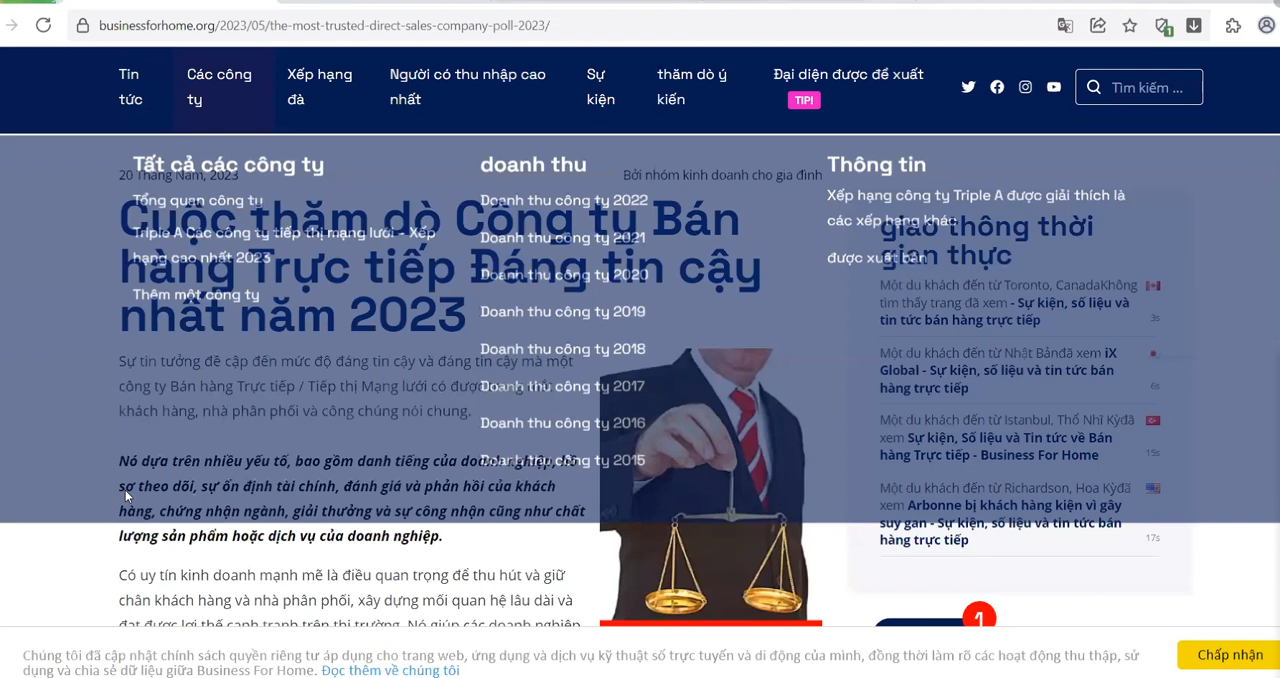 businessforhome.org/2023/05/the-most-trusted-direct-sales-company-poll-2023/
1
Tin
tức
Các công
ty
Xếp hạng
đà
Người có thu nhập cao
nhất
Sự
kiện
thăm dò ý
kiến
Đại diện được đề xuất
TIP!
Tìm kiếm ...
Tất cả các công ty
Tổng quan công ty
Triple A Các công ty tiếp thị mạng lưới - Xếp
hạng cao nhất 2023
Thêm một công ty
doanh thu
Doanh thu công ty 2022
Doanh thu công ty 2021
Doanh thu công ty 2020
Doanh thu công ty 2019
Doanh thu công ty 2018
Doanh thu công ty 2017
Doanh thu công ty 2016
Doanh thu công ty 2015
Thông tin
Xếp hạng công ty Triple A được giải thích là
các xếp hạng khác
được xuất bản
20 Tháng Năm, 2023
Bởi nhóm kinh doanh cho gia đình
Cuộc thăm dò Công ty Bán
hàng Trực tiếp Đáng tin cậy
nhất năm 2023
Sự tin tưởng đề cập đến mức độ đáng tin cậy và đáng tin cậy mà một
công ty Bán hàng Trực tiếp / Tiếp thị Mạng lưới có được
khách hàng, nhà phân phối và công chúng nói chung.
Nó dựa trên nhiều yếu tố, bao gồm danh tiếng của doanh nghiệp,
sơ theo dõi, sự ổn định tài chính, đánh giá và phản hồi của khách
hàng, chứng nhận ngành, giải thưởng và sự công nhận cũng như chất
lượng sản phẩm hoặc dịch vụ của doanh nghiệp.
Có uy tín kinh doanh mạnh mẽ là điều quan trọng để thu hút và giữ
chân khách hàng và nhà phân phối, xây dựng mối quan hệ lâu dài và
đạt được lợi thế cạnh tranh trên thị trường. Nó giúp các doanh nghiệp
giao thông thời
gian thực
Một du khách đến từ Toronto, CanadaKhông
tìm thấy trang đã xem - Sự kiện, số liệu và
tin tức bán hàng trực tiếp
3s
Một du khách đến từ Nhật Bảnđã xem iX
Global - Sự kiện, số liệu và tin tức bán
hàng trực tiếp
6s
Một du khách đến từ Istanbul, Thổ Nhĩ Kỳđã
xem Sự kiện, Số liệu và Tin tức về Bán
hàng Trực tiếp - Business For Home
15s
Một du khách đến từ Richardson, Hoa Kỳđã
xem Arbonne bị khách hàng kiện vì gây
suy gan - Sự kiện, số liệu và tin tức bán
hàng trực tiếp
17s
1
Chúng tôi đã cập nhật chính sách quyền riêng tư áp dụng cho trang web, ứng dụng và dịch vụ kỹ thuật số trực tuyến và di động của mình, đồng thời làm rõ các hoạt động thu thập, sử
dụng và chia sẻ dữ liệu giữa Business For Home. Đọc thêm về chúng tôi
Chấp nhận